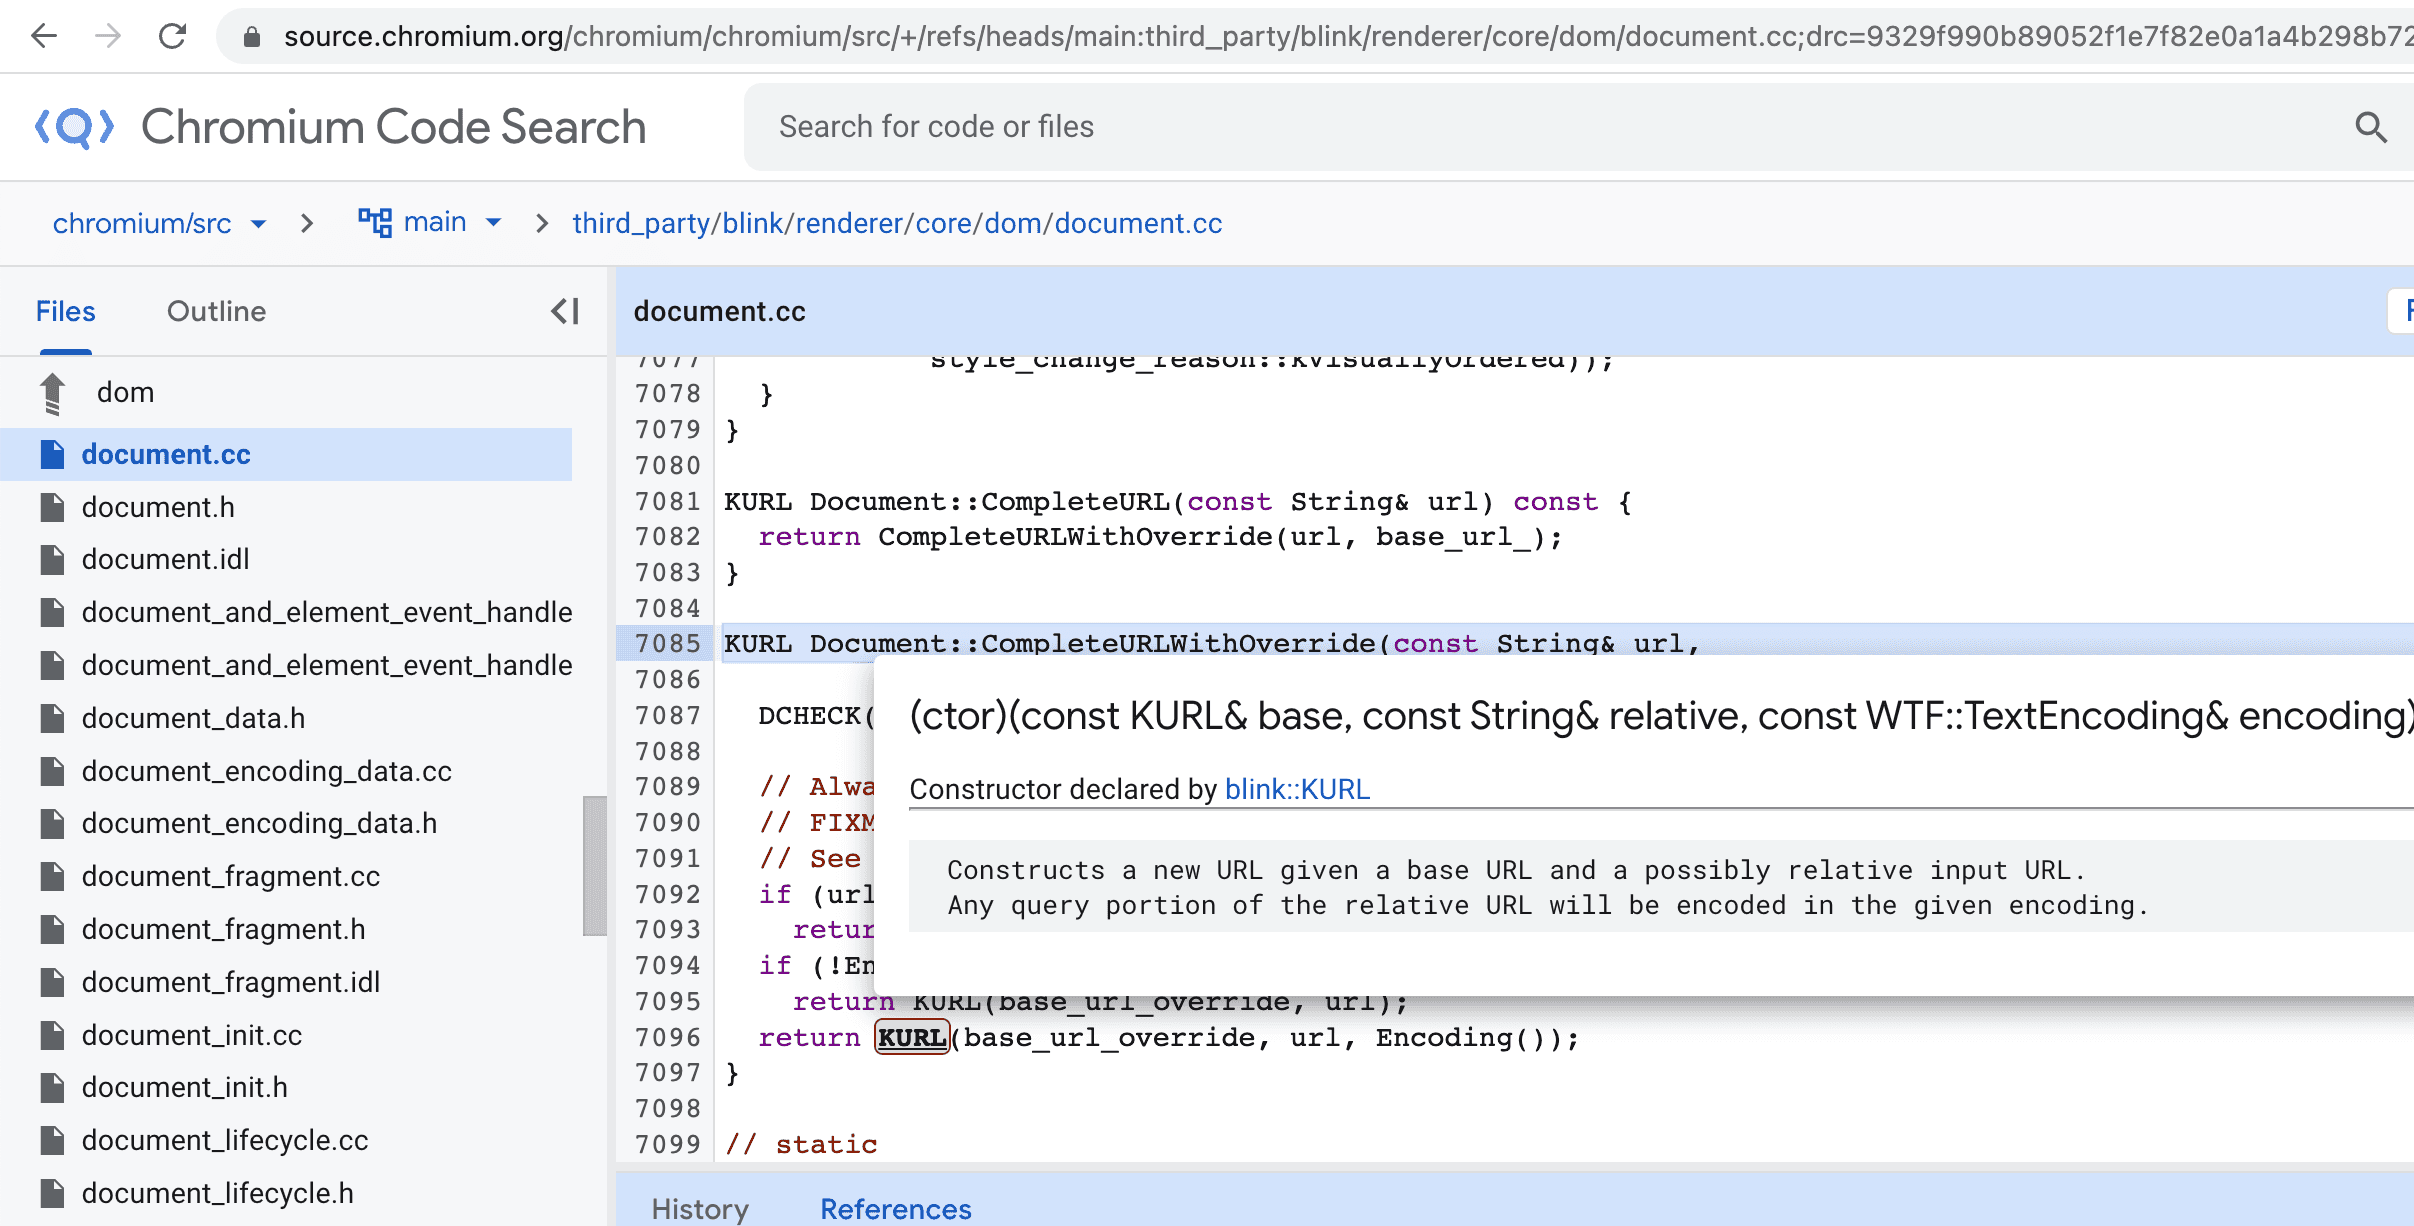 source.chromium.org/chromium/chromium/src/+/refs/heads/main:third_party/blink/renderer/core/dom/document.cc;drc=9329f990b89052f1e7f82e0a1a4b298b72
Chromium Code Search
Search for code or files
chromium/src
main
third_party/blink/renderer/core/dom/document.cc
Files
Outline
document.cc
dom
document.cc
document.h
document.idl
document_and_element_event_handle
document_and_element_event_handle
document_data.h
document_encoding_data.cc
document_encoding_data.h
document_fragment.cc
document_fragment.h
document_fragment.idl
document_init.cc
document_init.h
document_lifecycle.cc
document_lifecycle.h
7077 style_change_reason::kVisuallyOrdered));
7078 }
7079 }
7080
7081 KURL Document::CompleteURL(const String& url) const {
7082 return CompleteURLWithOverride(url, base_url_);
7083 }
7084
7085 KURL Document::CompleteURLWithOverride(const String& url,
7086
7087 DCHECK(
7088
7089 // Alwa
7090 // FIXM
7091 // See
7092 if (url
7093 retur
7094 if (!En
7095 return KURL(base_url_override, url);
7096 return KURL(base_url_override, url, Encoding());
7097 }
7098
7099 // static
(ctor)(const KURL& base, const String& relative, const WTF::TextEncoding& encoding)
Constructor declared by blink::KURL
Constructs a new URL given a base URL and a possibly relative input URL.
Any query portion of the relative URL will be encoded in the given encoding.
History
References